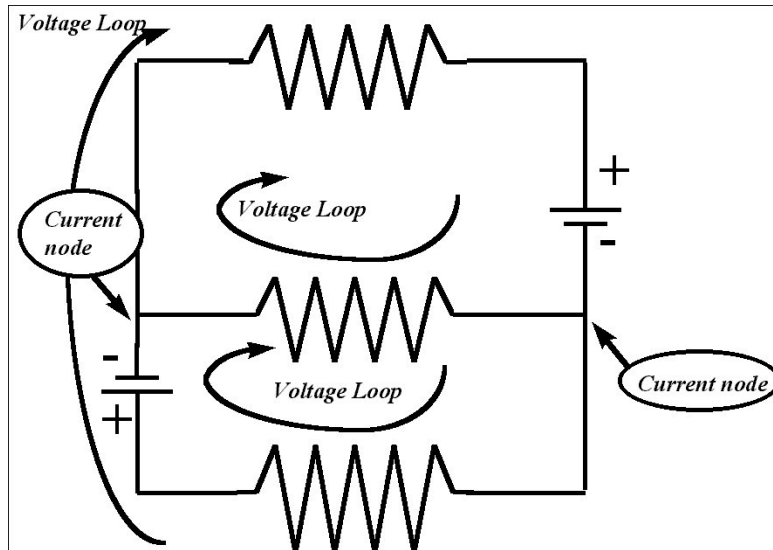 Voltage Loop
+
Voltage Loop
Current
node
-
-
Voltage Loop
Current node
+